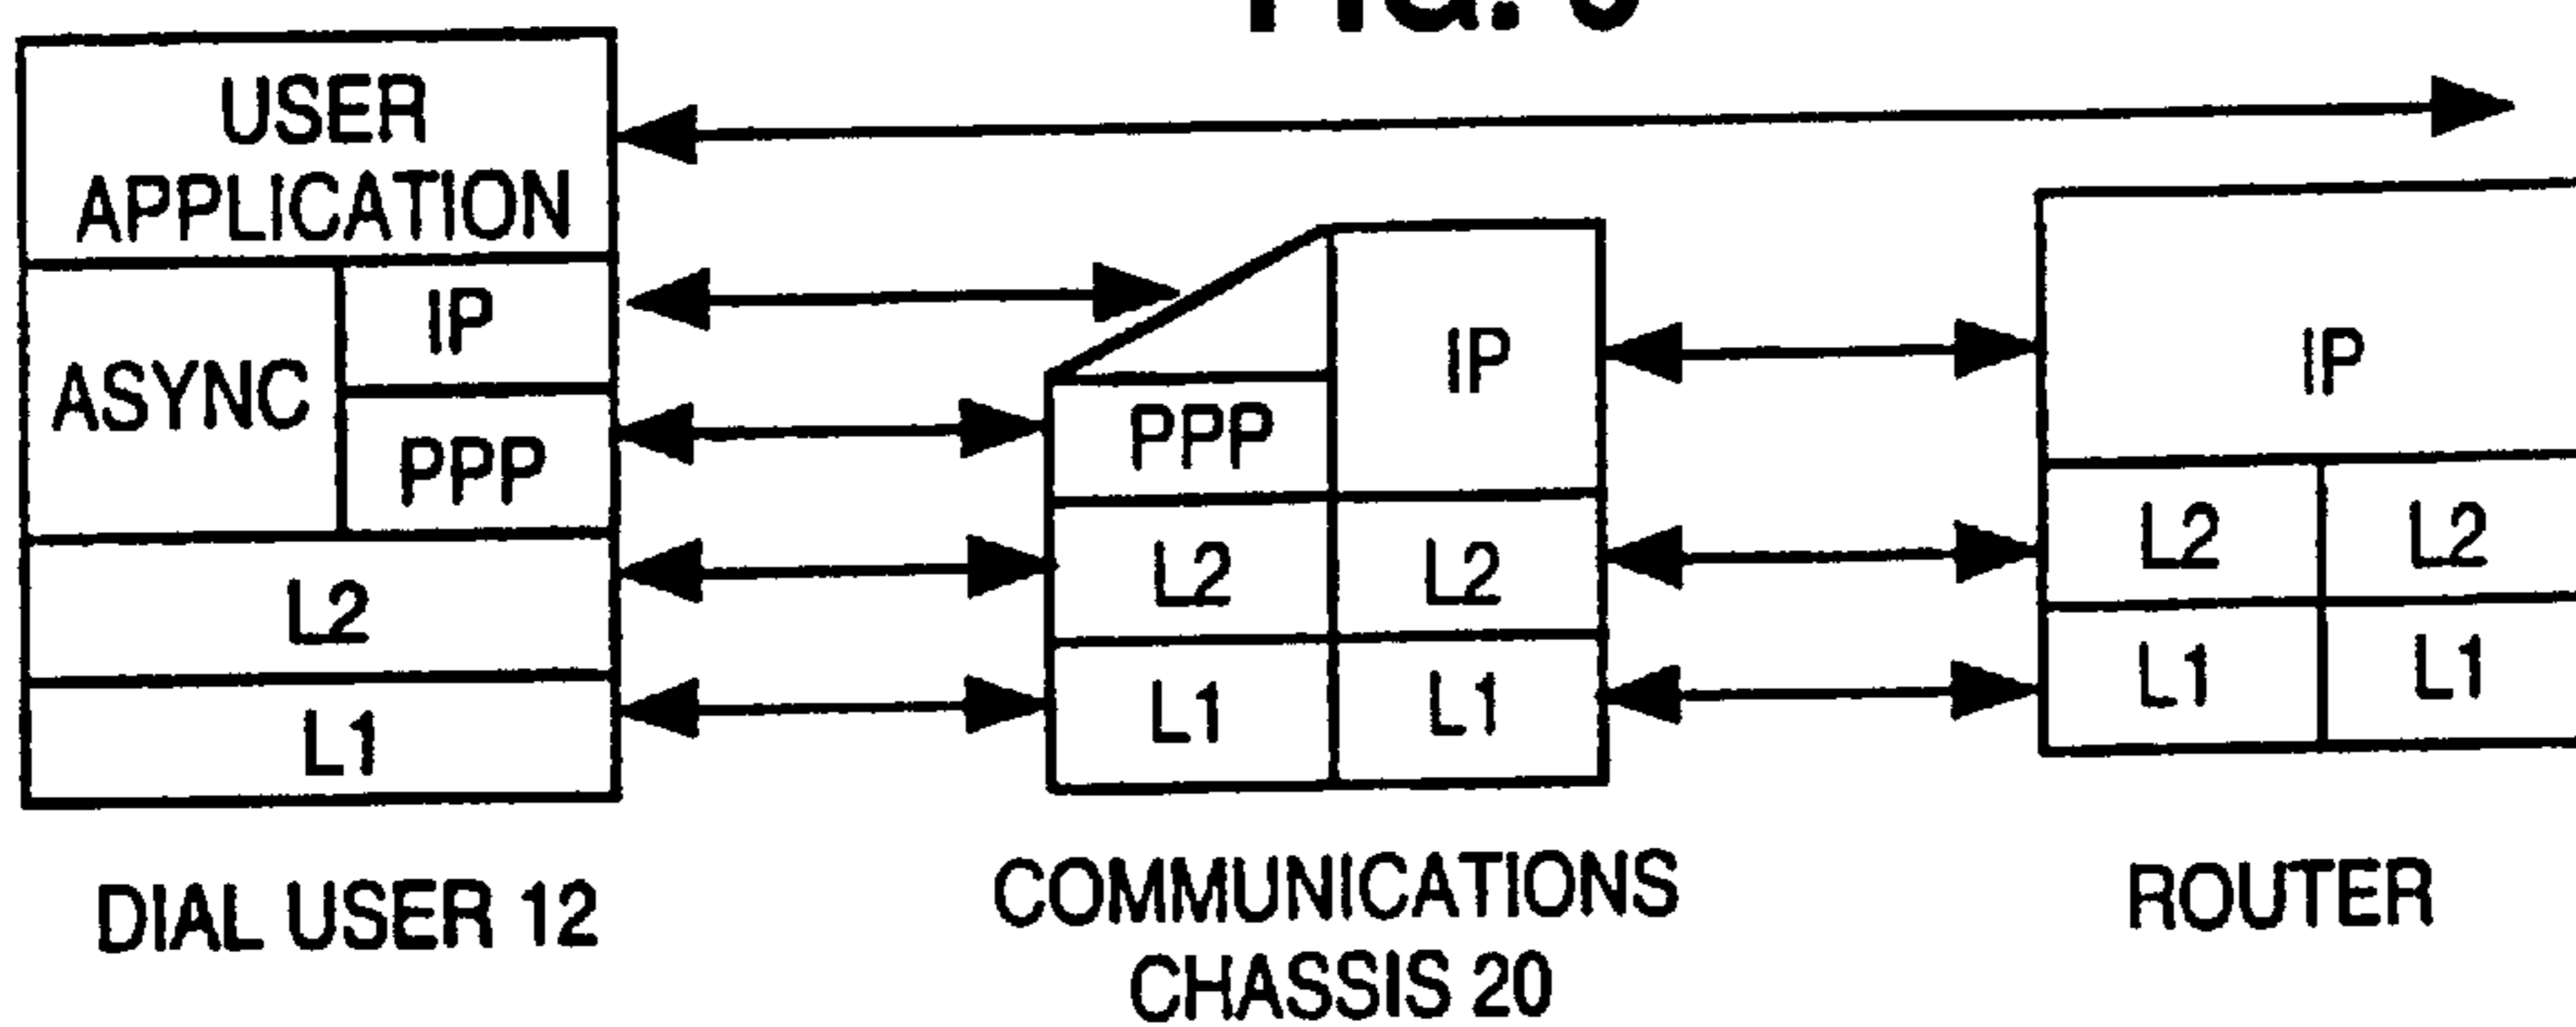 USER
APPLICATION
ASYNC
IP
PPP
L2
L1
DIAL USER 12
IP
PPP
L2
L2
L1
L1
COMMUNICATIONS
CHASSIS 20
IP
L2
L2
L1
L1
ROUTER